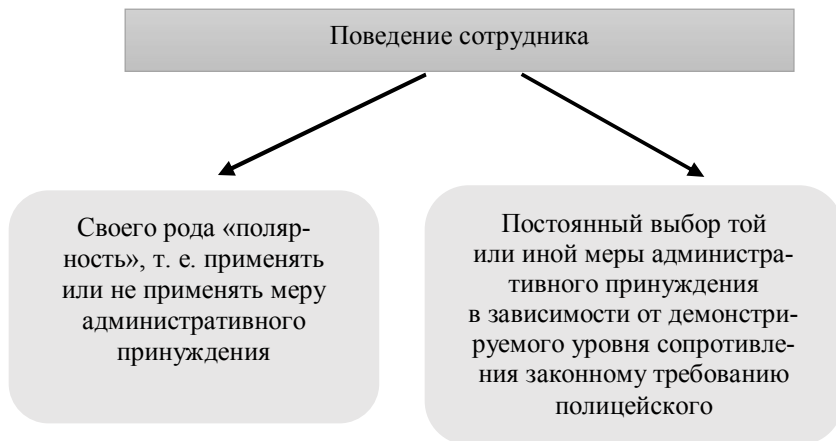 Поведение сотрудника
Своего рода «поляр-
ность», т. е. применять
или не применять меру
административного
принуждения
Постоянный выбор той
или иной меры администра-
тивного принуждения
в зависимости от демонстри-
руемого уровня сопротивле-
ния законному требованию
полицейского